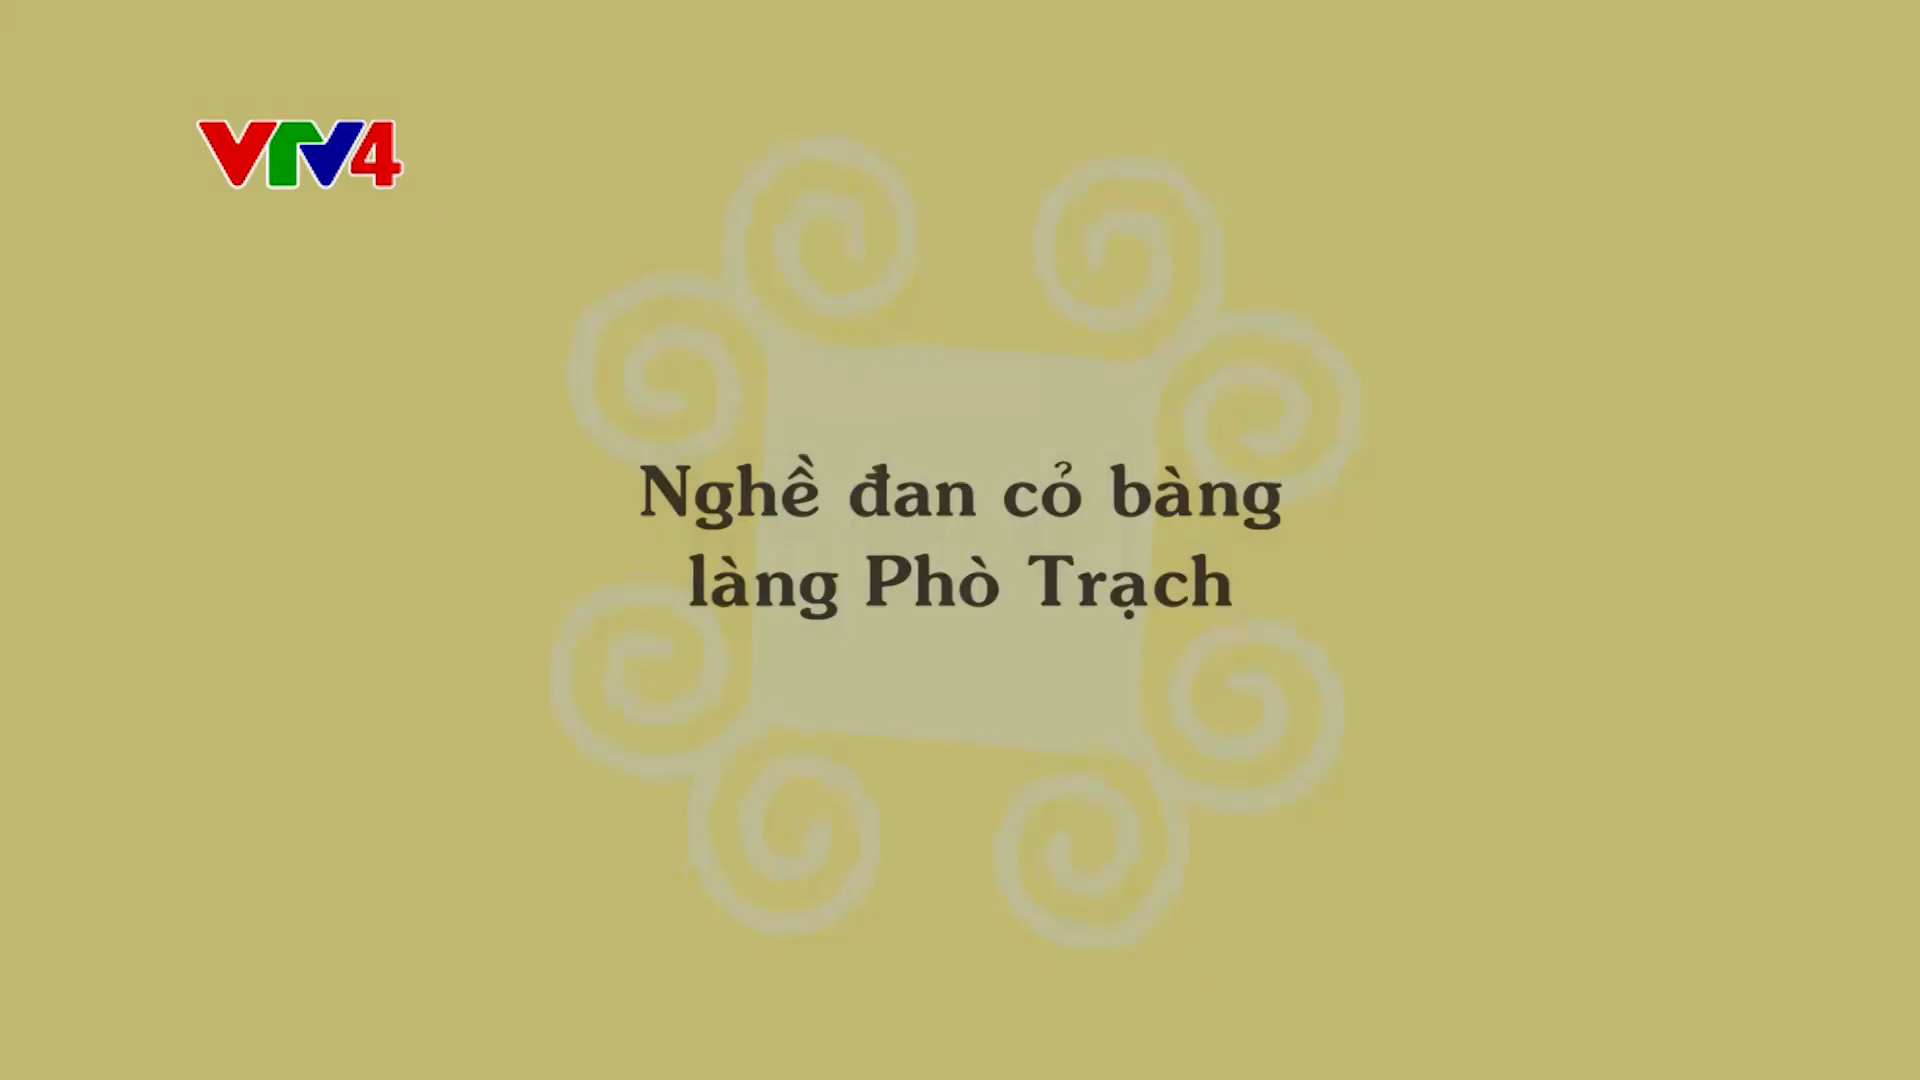 VTV4
Nghề đan cỏ bàng
làng Phò Trạch